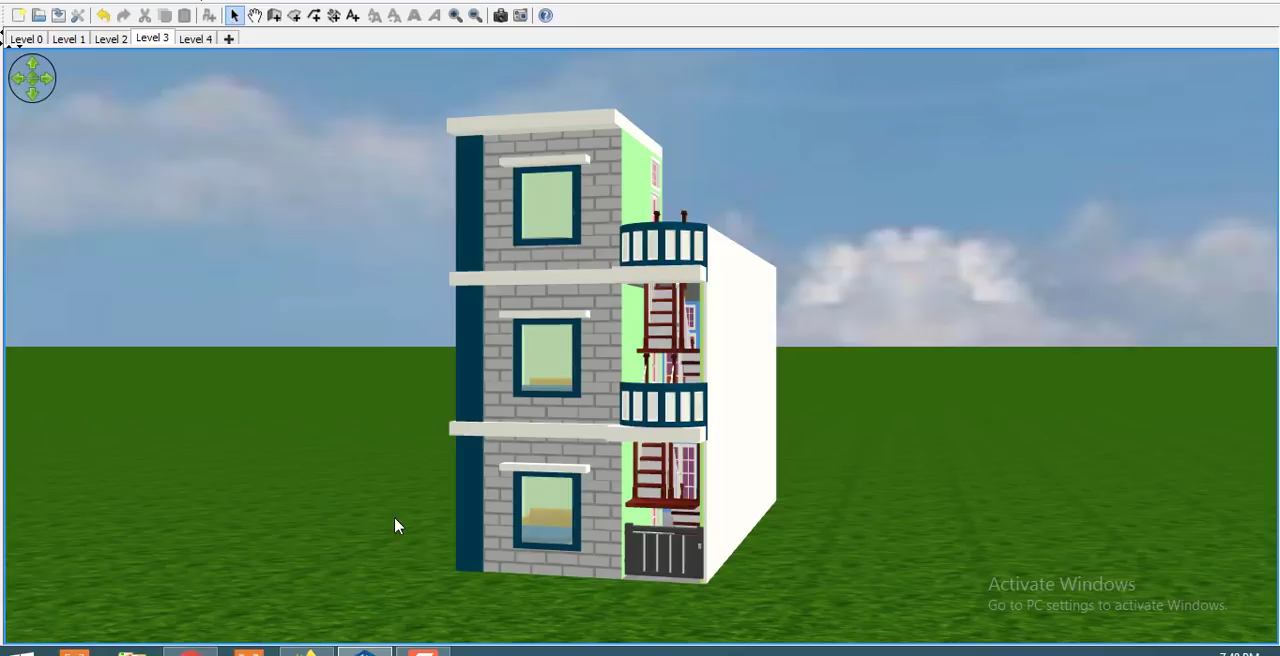 Level 0 Level 1 Level 2 Level 3 Level 4
Activate Windows
Go to PC settings to activate Windows.